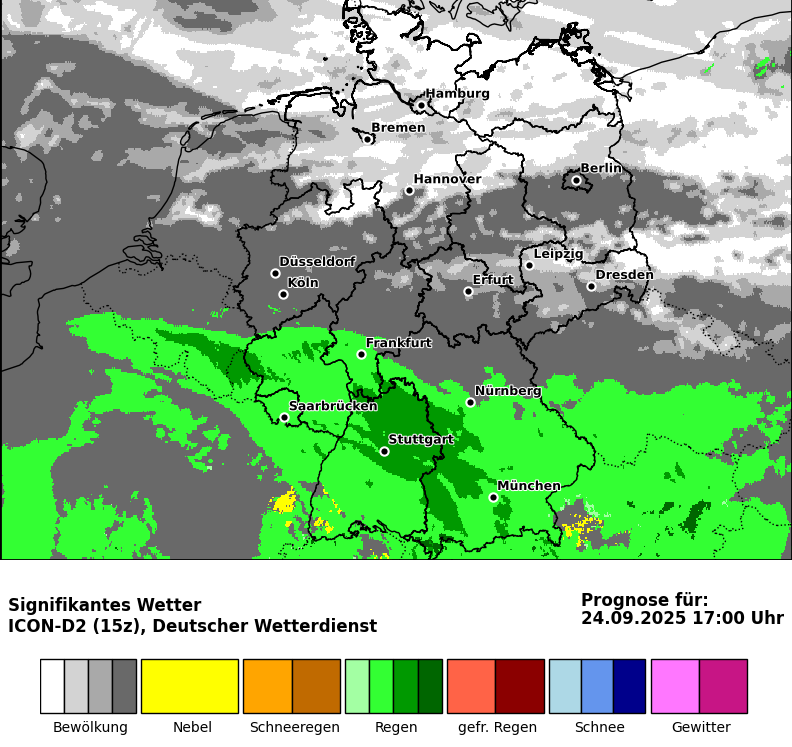 Hamburg
Bremen
Berlin
Hannover
Leipzig
Düsseldorf
Dresden
Köln
Erfurt
Frankfurt
Nürnberg
Saarbrücken
Stuttgart
München
Signifikantes Wetter
ICON-D2 (15z), Deutscher Wetterdienst
Prognose für:
24.09.2025 17:00 Uhr
Bewölkung
Nebel
Schneeregen
Regen
gefr. Regen
Schnee
Gewitter